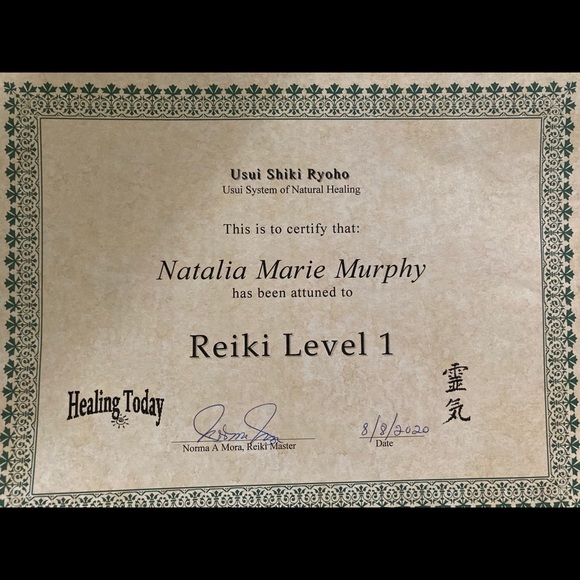 Usui Shiki Ryoho
Usui System of Natural Healing
This is to certify that:
Natalia Marie Murphy
has been attuned to
Reiki Level 1
Healing Today
靈
気
8/8/2020
Norma A Mora, Reiki Master
Date